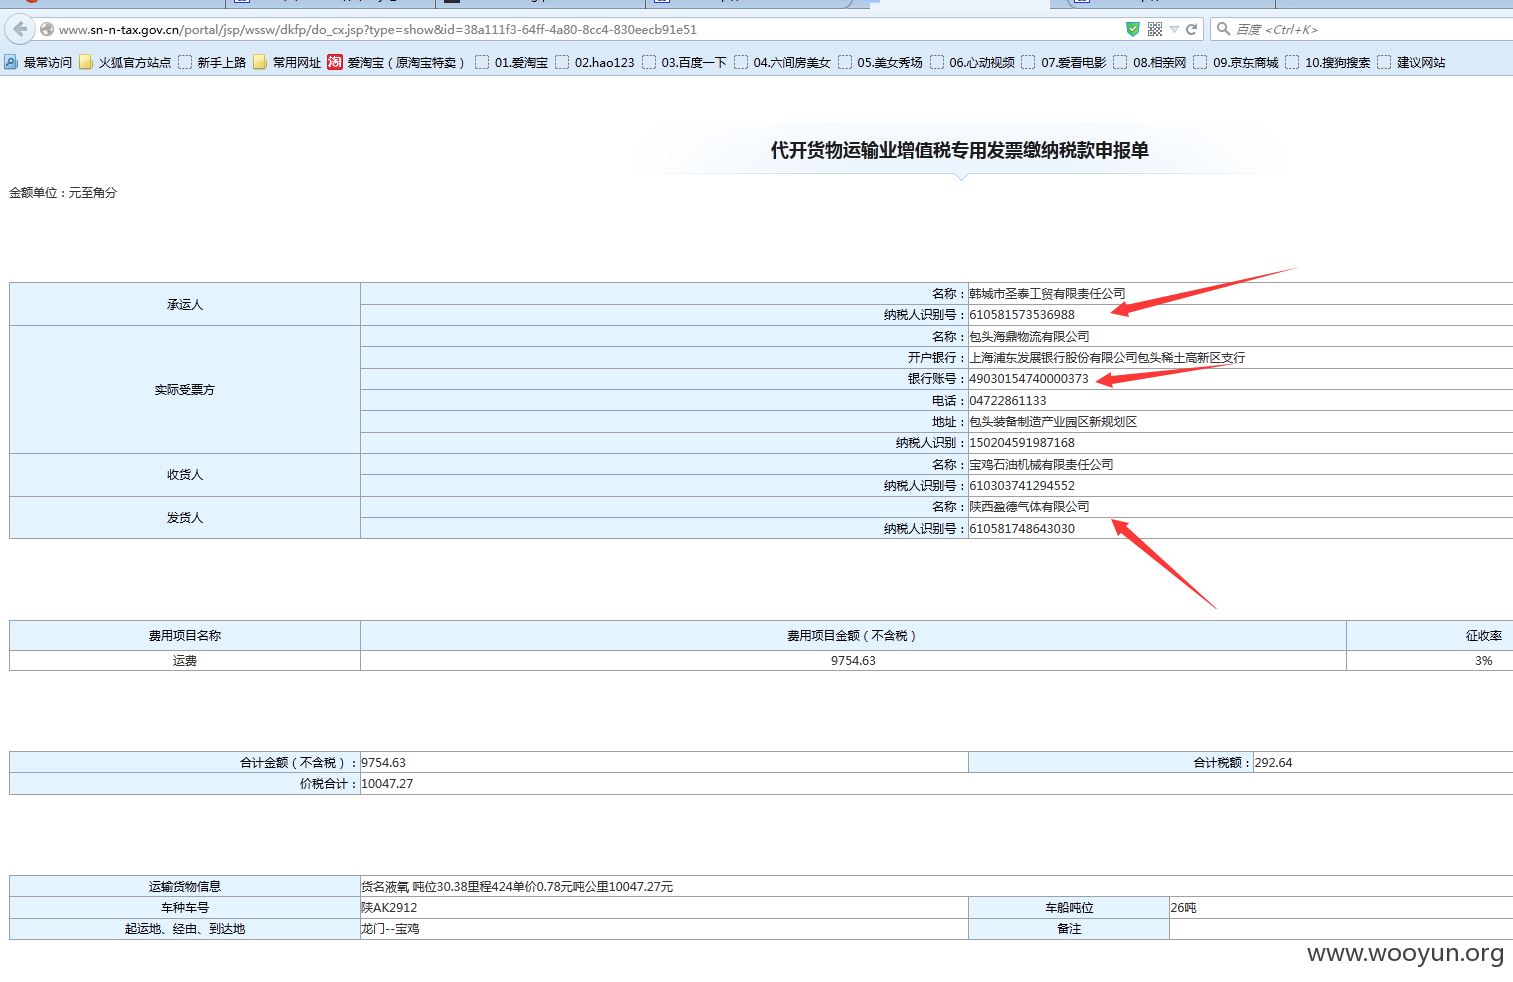 www.sn-n-tax.gov.cn/portal/jsp/wssw/dkfp/do_cx.jsp?type=show&id=38a111f3-64ff-4a80-8cc4-830eecb91e51
百度 <Ctrl+K>
最常访问 火狐官方站点 新手上路 常用网址 淘 爱淘宝（原淘宝特卖） 01.爱淘宝 02.hao123 03.百度一下 04.六间房美女 05.美女秀场 06.心动视频 07.爱看电影 08.相亲网 09.京东商城 10.搜狗搜索 建议网站
代开货物运输业增值税专用发票缴纳税款申报单
金额单位：元至角分
承运人
名称：韩城市圣泰工贸有限责任公司
纳税人识别号：610581573536988
实际受票方
名称：包头海鼎物流有限公司
开户银行：上海浦东发展银行股份有限公司包头稀土高新区支行
银行账号：49030154740000373
电话：04722861133
地址：包头装备制造产业园区新规划区
纳税人识别：150204591987168
收货人
名称：宝鸡石油机械有限责任公司
纳税人识别号：610303741294552
发货人
名称：陕西盈德气体有限公司
纳税人识别号：610581748643030
费用项目名称 费用项目金额（不含税） 征收率
运费 9754.63 3%
合计金额（不含税）：9754.63 合计税额：292.64
价税合计：10047.27
运输货物信息 货名液氧 吨位30.38里程424单价0.78元吨公里10047.27元
车种车号 陕AK2912 车船吨位 26吨
起运地、经由、到达地 龙门--宝鸡 备注
www.wooyun.org